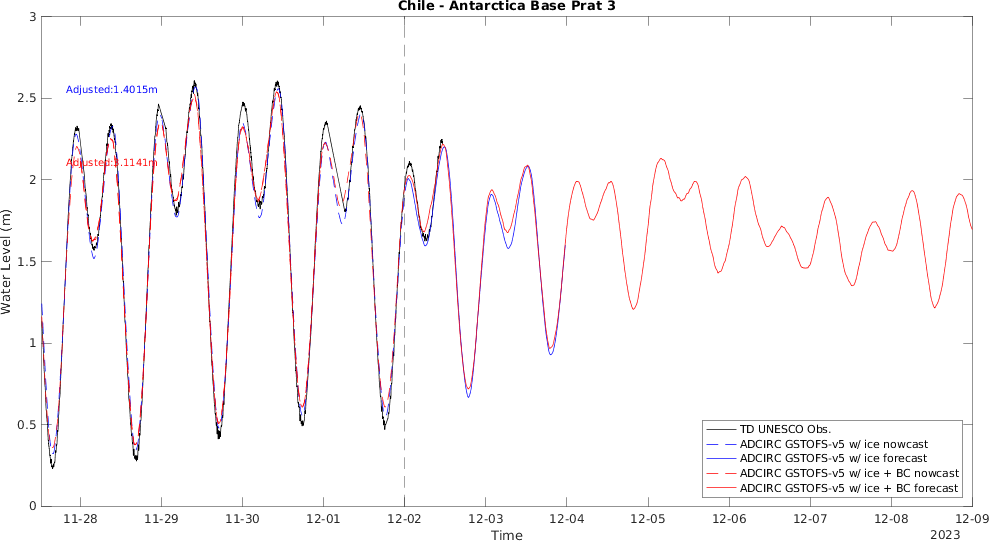 Chile - Antarctica Base Prat 3
3
2.5
2
1.5
1
0.5
0
Water Level (m)
Adjusted:1.4015m
Adjusted:3.1141m
TD UNESCO Obs.
ADCIRC GSTOFS-v5 w/ ice nowcast
ADCIRC GSTOFS-v5 w/ ice forecast
ADCIRC GSTOFS-v5 w/ ice + BC nowcast
ADCIRC GSTOFS-v5 w/ ice + BC forecast
11-28 11-29 11-30 12-01 12-02 12-03 12-04 12-05 12-06 12-07 12-08 12-09
Time
2023